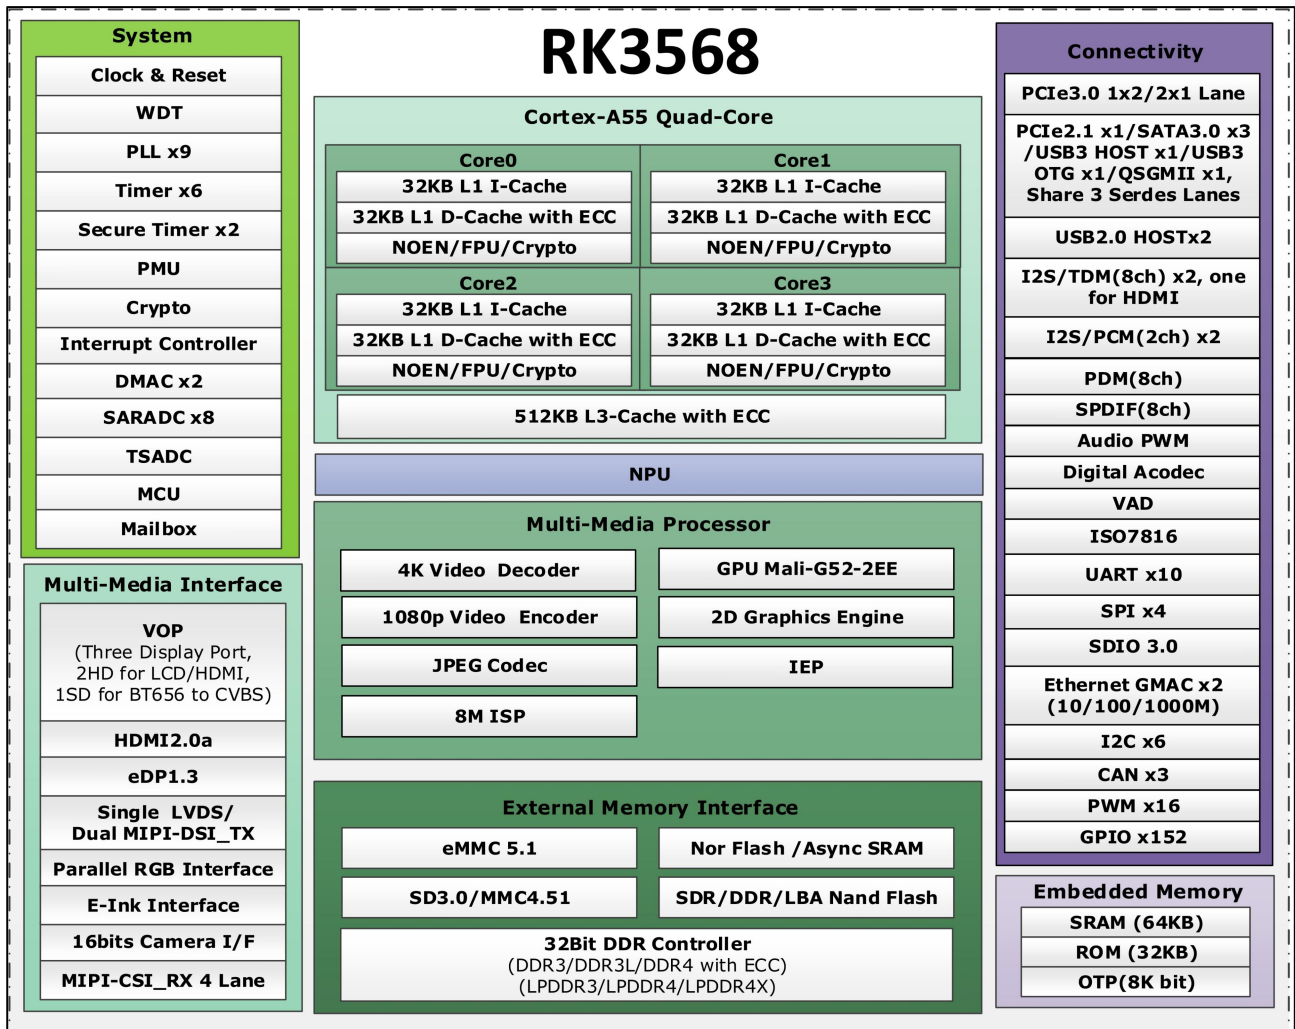 RK3568
System
Clock & Reset
WDT
PLL x9
Timer x6
Secure Timer x2
PMU
Crypto
Interrupt Controller
DMAC x2
SARADC x8
TSADC
MCU
Mailbox
Multi-Media Interface
VOP
(Three Display Port,
2HD for LCD/HDMI,
1SD for BT656 to CVBS)
HDMI2.0a
eDP1.3
Single LVDS/
Dual MIPI-DSI_TX
Parallel RGB Interface
E-Ink Interface
16bits Camera I/F
MIPI-CSI_RX 4 Lane
Cortex-A55 Quad-Core
Core0
32KB L1 I-Cache
32KB L1 D-Cache with ECC
NOEN/FPU/Crypto
Core1
32KB L1 I-Cache
32KB L1 D-Cache with ECC
NOEN/FPU/Crypto
Core2
32KB L1 I-Cache
32KB L1 D-Cache with ECC
NOEN/FPU/Crypto
Core3
32KB L1 I-Cache
32KB L1 D-Cache with ECC
NOEN/FPU/Crypto
512KB L3-Cache with ECC
NPU
Multi-Media Processor
4K Video Decoder
GPU Mali-G52-2EE
1080p Video Encoder
2D Graphics Engine
JPEG Codec
IEP
8M ISP
External Memory Interface
eMMC 5.1
Nor Flash /Async SRAM
SD3.0/MMC4.51
SDR/DDR/LBA Nand Flash
32Bit DDR Controller
(DDR3/DDR3L/DDR4 with ECC)
(LPDDR3/LPDDR4/LPDDR4X)
Connectivity
PCIe3.0 1x2/2x1 Lane
PCIe2.1 x1/SATA3.0 x3
/USB3 HOST x1/USB3
OTG x1/QSGMII x1,
Share 3 Serdes Lanes
USB2.0 HOSTx2
I2S/TDM(8ch) x2, one
for HDMI
I2S/PCM(2ch) x2
PDM(8ch)
SPDIF(8ch)
Audio PWM
Digital Acodec
VAD
ISO7816
UART x10
SPI x4
SDIO 3.0
Ethernet GMAC x2
(10/100/1000M)
I2C x6
CAN x3
PWM x16
GPIO x152
Embedded Memory
SRAM (64KB)
ROM (32KB)
OTP(8K bit)